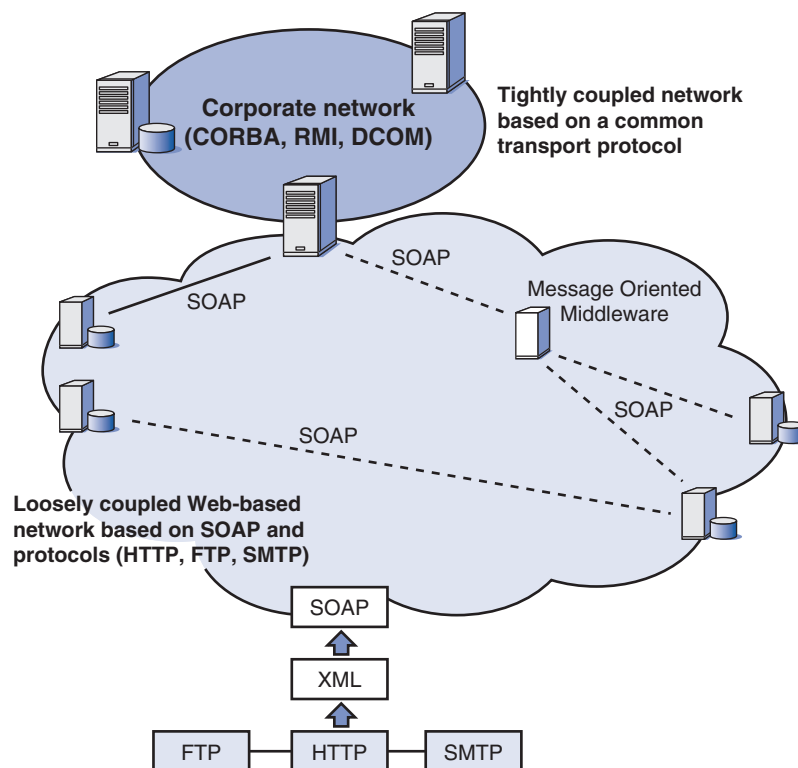 Corporate network
(CORBA, RMI, DCOM)
Tightly coupled network
based on a common
transport protocol
SOAP
SOAP
Message Oriented
Middleware
SOAP
SOAP
Loosely coupled Web-based
network based on SOAP and
protocols (HTTP, FTP, SMTP)
SOAP
XML
FTP
HTTP
SMTP